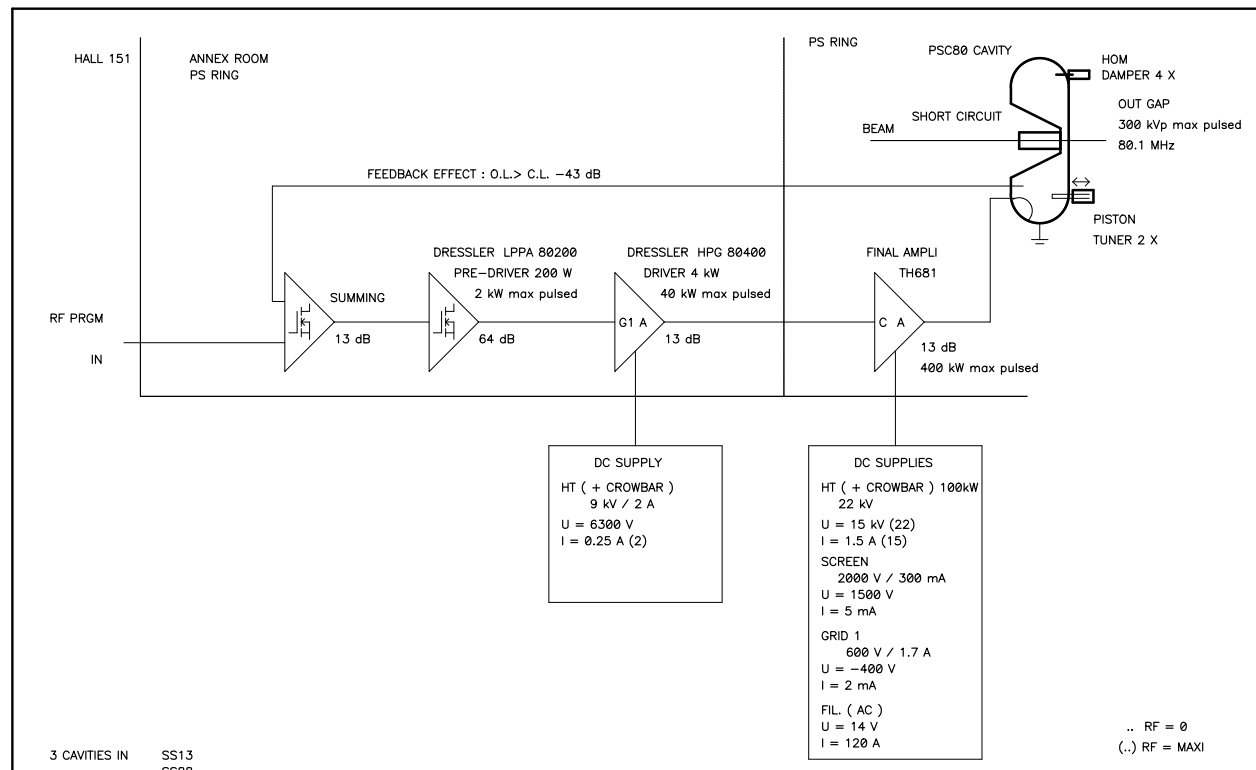 HALL 151
ANNEX ROOM
PS RING
PS RING
PSC80 CAVITY
HOM
DAMPER 4 X
OUT GAP
300 kVp max pulsed
80.1 MHz
SHORT CIRCUIT
BEAM
FEEDBACK EFFECT : O.L.> C.L. −43 dB
PISTON
TUNER 2 X
DRESSLER LPPA 80200
PRE−DRIVER 200 W
2 kW max pulsed
DRESSLER HPG 80400
DRIVER 4 kW
40 kW max pulsed
FINAL AMPLI
TH681
SUMMING
RF PRGM
IN
13 dB
64 dB
G1 A
13 dB
C A
13 dB
400 kW max pulsed
DC SUPPLY
HT ( + CROWBAR )
9 kV / 2 A
U = 6300 V
I = 0.25 A (2)
DC SUPPLIES
HT ( + CROWBAR ) 100kW
22 kV
U = 15 kV (22)
I = 1.5 A (15)
SCREEN
2000 V / 300 mA
U = 1500 V
I = 5 mA
GRID 1
600 V / 1.7 A
U = −400 V
I = 2 mA
FIL. ( AC )
U = 14 V
I = 120 A
3 CAVITIES IN SS13
.. RF = 0
(..) RF = MAXI